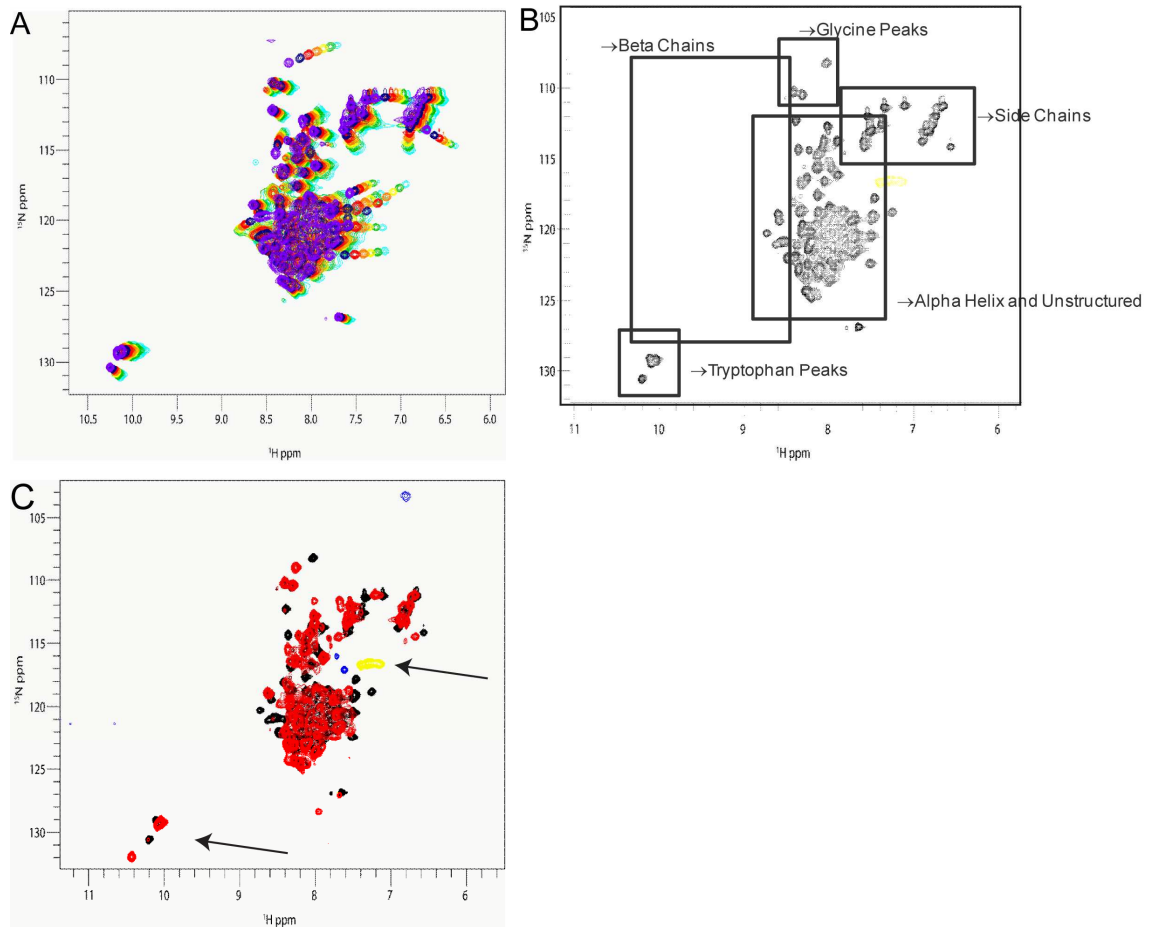 A
110
115
120
125
130
¹⁵N ppm
10.5 10.0 9.5 9.0 8.5 8.0 7.5 7.0 6.5 6.0
¹H ppm
B
→Glycine Peaks
→Beta Chains
→Side Chains
→Alpha Helix and Unstructured
→Tryptophan Peaks
105
110
115
120
125
130
¹⁵N ppm
11 10 9 8 7 6
¹H ppm
C
105
110
115
120
125
130
¹⁵N ppm
11 10 9 8 7 6
¹H ppm